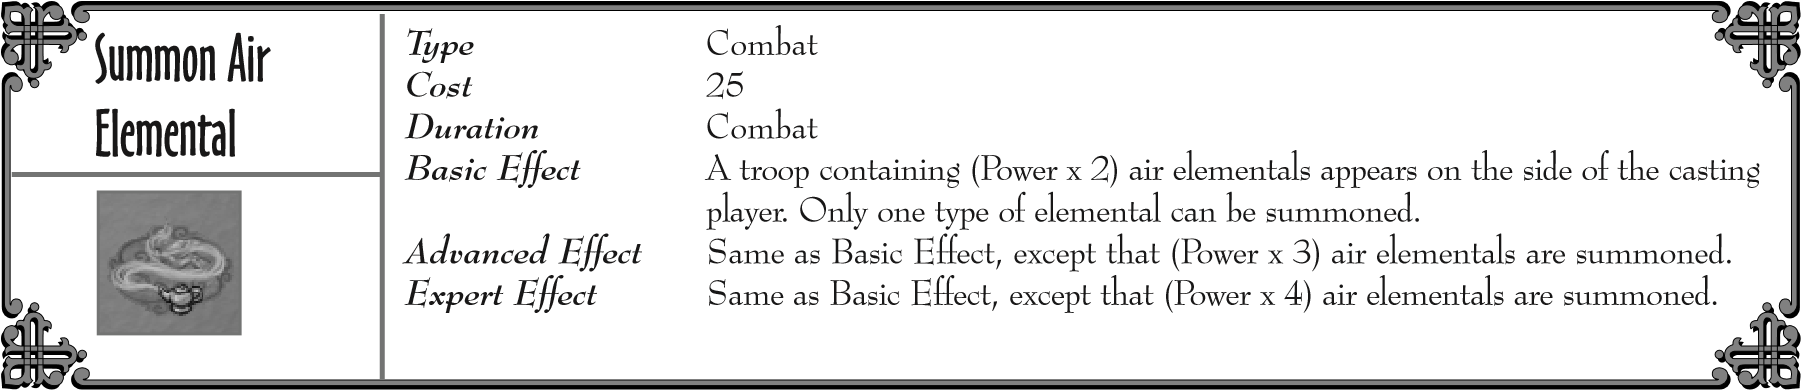 Summon Air
Elemental
Type Combat
Cost 25
Duration Combat
Basic Effect A troop containing (Power x 2) air elementals appears on the side of the casting
player. Only one type of elemental can be summoned.
Advanced Effect Same as Basic Effect, except that (Power x 3) air elementals are summoned.
Expert Effect Same as Basic Effect, except that (Power x 4) air elementals are summoned.